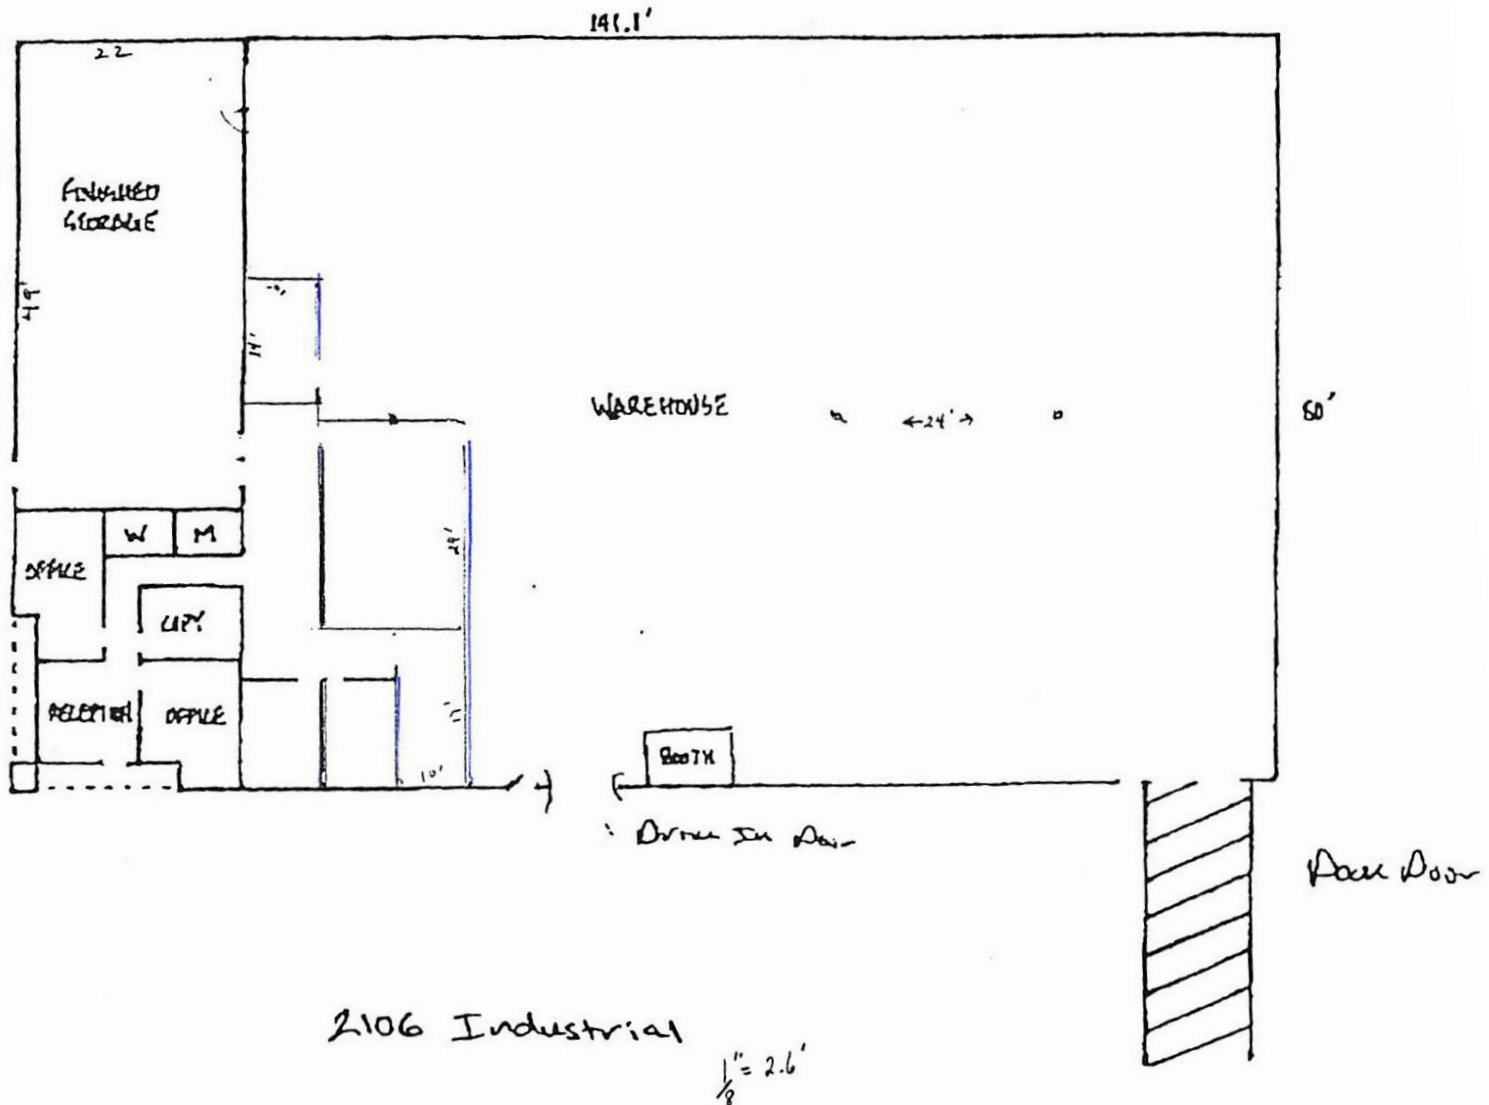 141.1'
22
FINISHED
STORAGE
49'
14'
WAREHOUSE
←24'→
80'
W
M
OFFICE
24'
RECEPTION
OFFICE
10'
BOOTH
Drive In Door
Dock Door
2106 Industrial
1/8" = 2.6'